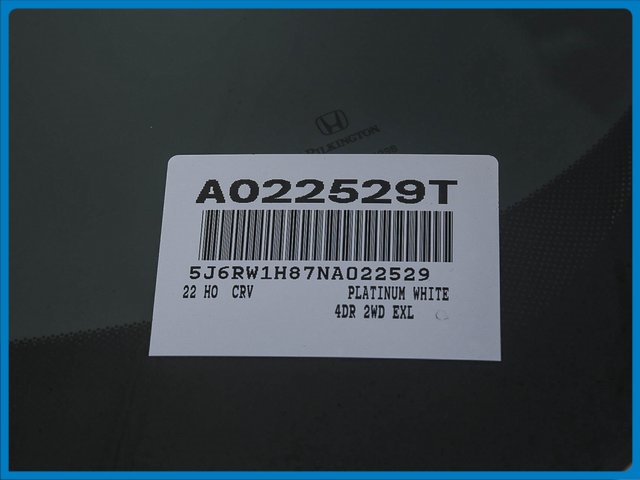 PILKINGTON
A022529T
5J6RW1H87NA022529
22 HO CRV PLATINUM WHITE
4DR 2WD EXL